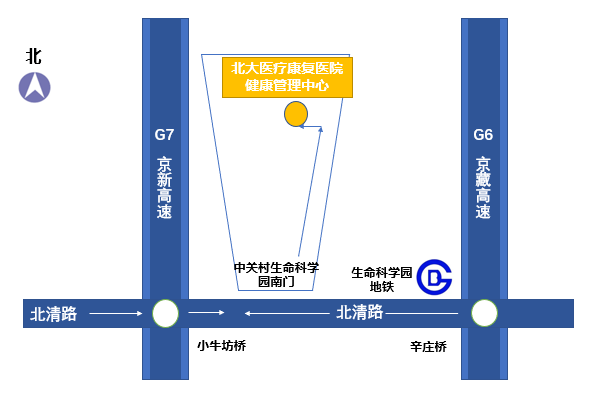 北
北大医疗康复医院
健康管理中心
G7
京新高速
G6
京藏高速
中关村生命科学
园南门
生命科学园
地铁
北清路
北清路
小牛坊桥
辛庄桥